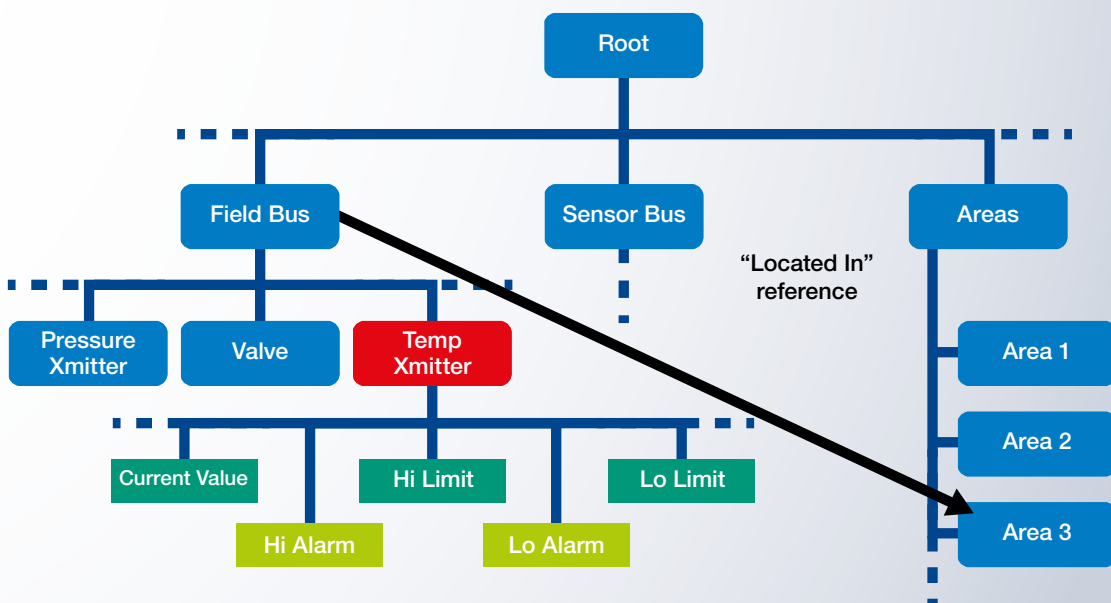 Root
Field Bus
Sensor Bus
Areas
“Located In”
reference
Pressure
Xmitter
Valve
Temp
Xmitter
Area 1
Area 2
Area 3
Current Value
Hi Limit
Lo Limit
Hi Alarm
Lo Alarm